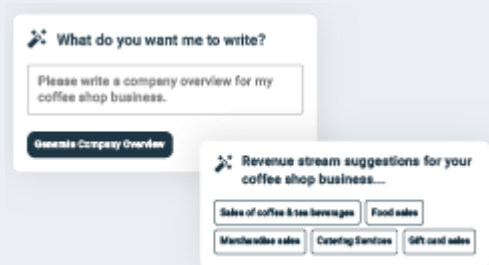 What do you want me to write?
Please write a company overview for my
coffee shop business.
Generate Company Overview
Revenue stream suggestions for your
coffee shop business...
Sales of coffee & tea beverages
Food sales
Merchandise sales
Catering Services
Gift card sales